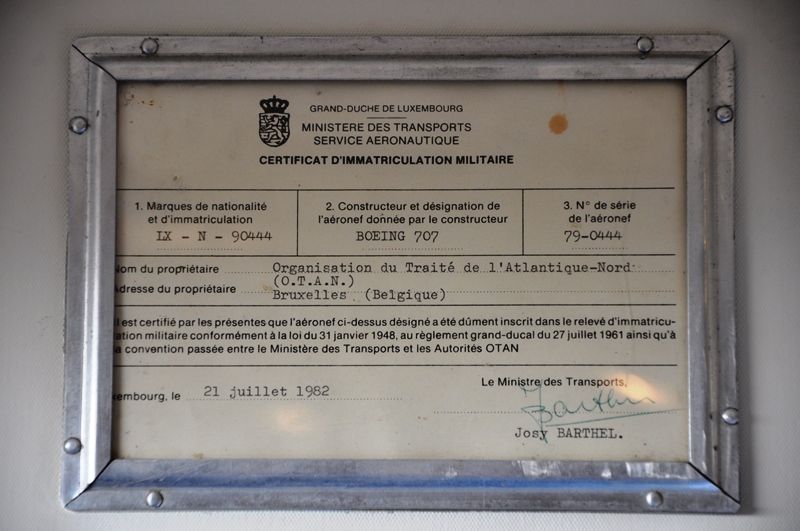 GRAND-DUCHE DE LUXEMBOURG
MINISTERE DES TRANSPORTS
SERVICE AERONAUTIQUE
CERTIFICAT D'IMMATRICULATION MILITAIRE
1. Marques de nationalité
et d'immatriculation
LX - N - 90444
2. Constructeur et désignation de
l'aéronef donnée par le constructeur
BOEING 707
3. N° de série
de l'aéronef
79-0444
Nom du propriétaire Organisation du Traité de l'Atlantique-Nord
(O.T.A.N.)
Adresse du propriétaire Bruxelles (Belgique)
Il est certifié par les présentes que l'aéronef ci-dessus désigné a été dûment inscrit dans le relevé d'immatricu-
ation militaire conformément à la loi du 31 janvier 1948, au règlement grand-ducal du 27 juillet 1961 ainsi qu'à
a convention passée entre le Ministère des Transports et les Autorités OTAN
embourg, le 21 juillet 1982
Le Ministre des Transports,
Barthel
Josy BARTHEL.